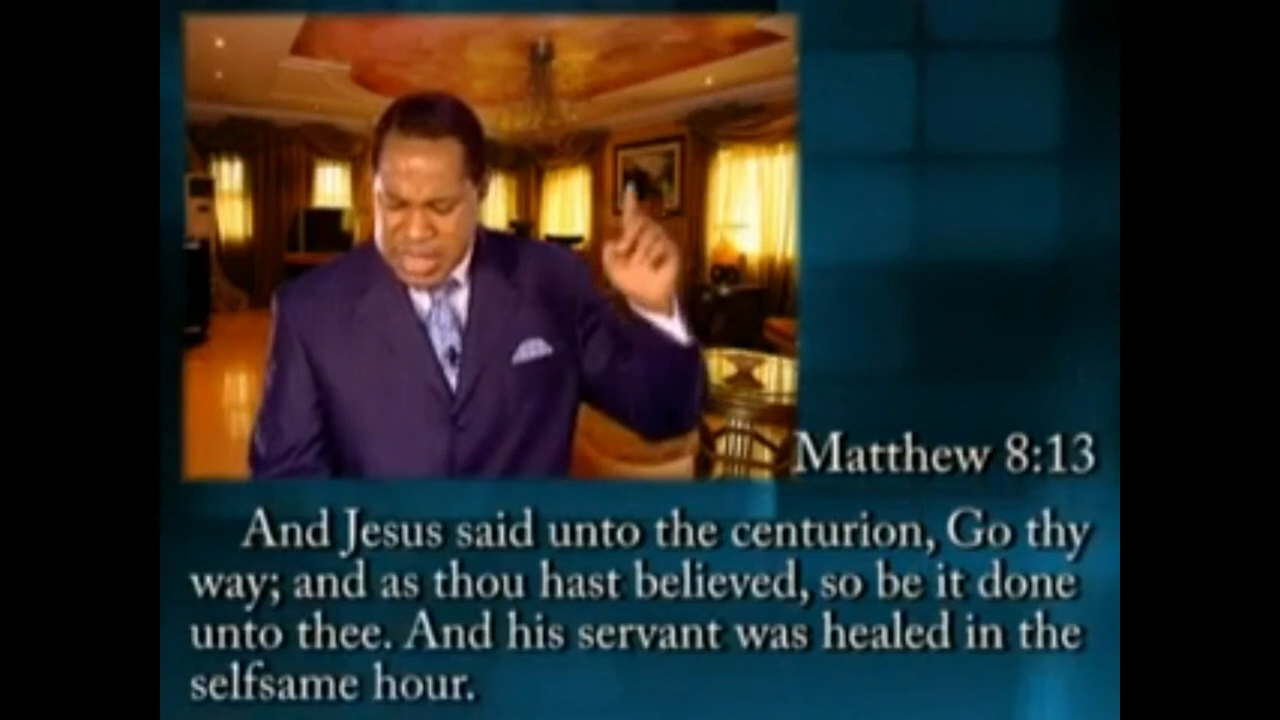 Matthew 8:13
And Jesus said unto the centurion, Go thy
way; and as thou hast believed, so be it done
unto thee. And his servant was healed in the
selfsame hour.